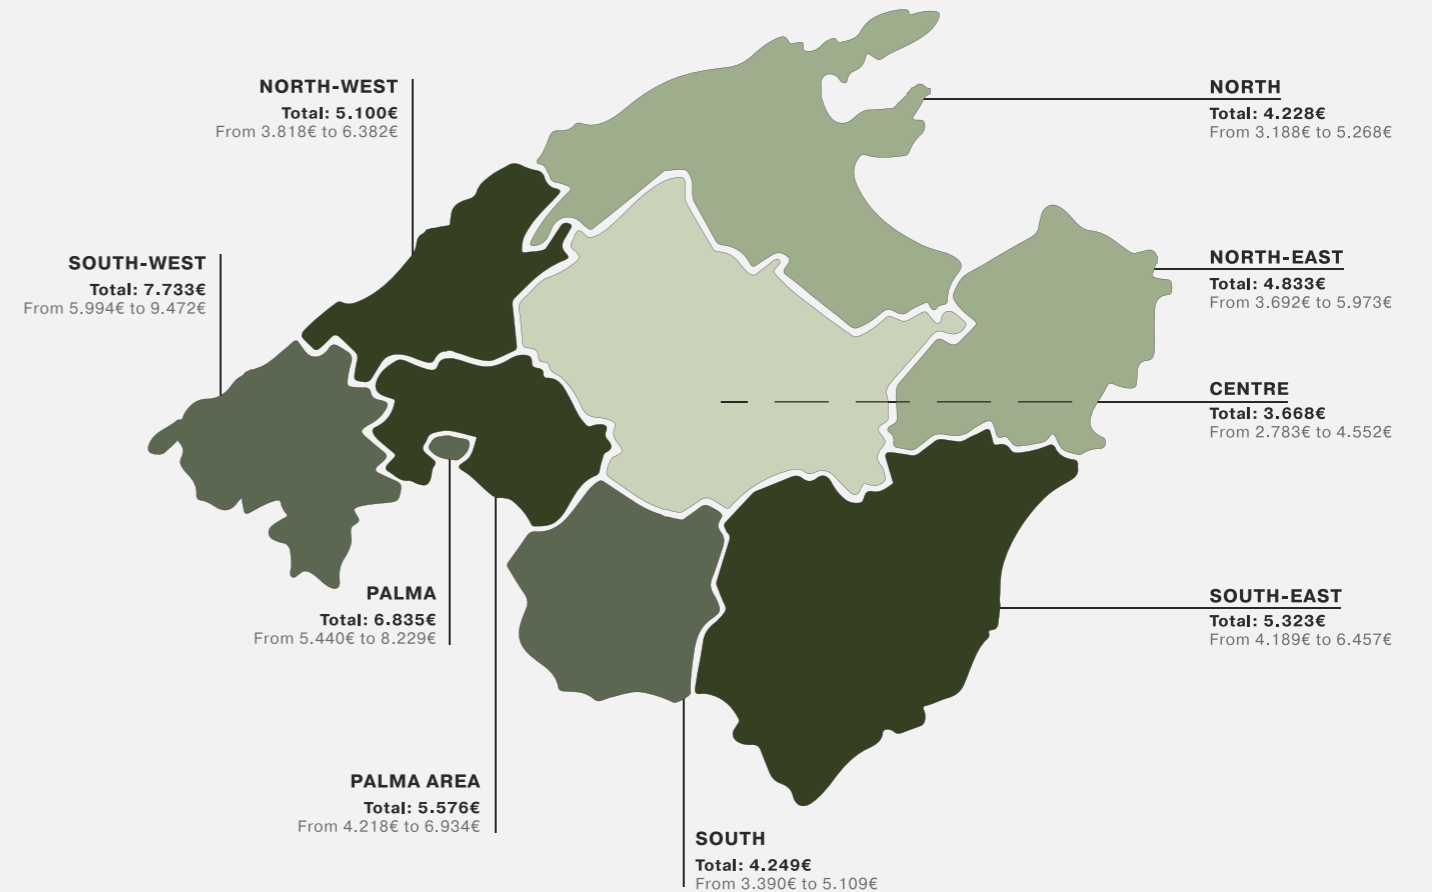 NORTH-WEST
Total: 5.100€
From 3.818€ to 6.382€
NORTH
Total: 4.228€
From 3.188€ to 5.268€
SOUTH-WEST
Total: 7.733€
From 5.994€ to 9.472€
NORTH-EAST
Total: 4.833€
From 3.692€ to 5.973€
CENTRE
Total: 3.668€
From 2.783€ to 4.552€
PALMA
Total: 6.835€
From 5.440€ to 8.229€
SOUTH-EAST
Total: 5.323€
From 4.189€ to 6.457€
PALMA AREA
Total: 5.576€
From 4.218€ to 6.934€
SOUTH
Total: 4.249€
From 3.390€ to 5.109€